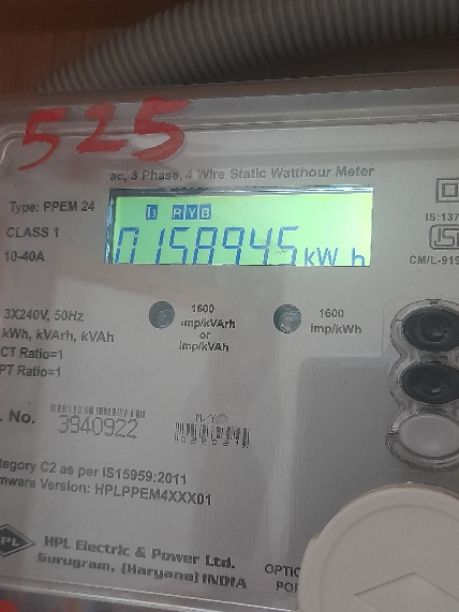 525
ac, 3 Phase, 4 Wire Static Watthour Meter
Type: PPEM 24
R Y B
CLASS 1
IS:137
0158945 kWh
10-40A
CM/L-919
3X240V, 50Hz
1600
imp/kVArh
or
imp/kVAh
1600
imp/kWh
kWh, kVArh, kVAh
CT Ratio=1
PT Ratio=1
. No.
3940922
tegory C2 as per IS15959:2011
mware Version: HPLPPEM4XXX01
PL
HPL Electric & Power Ltd.
Gurugram, (Haryana) INDIA
OPTIC
POR